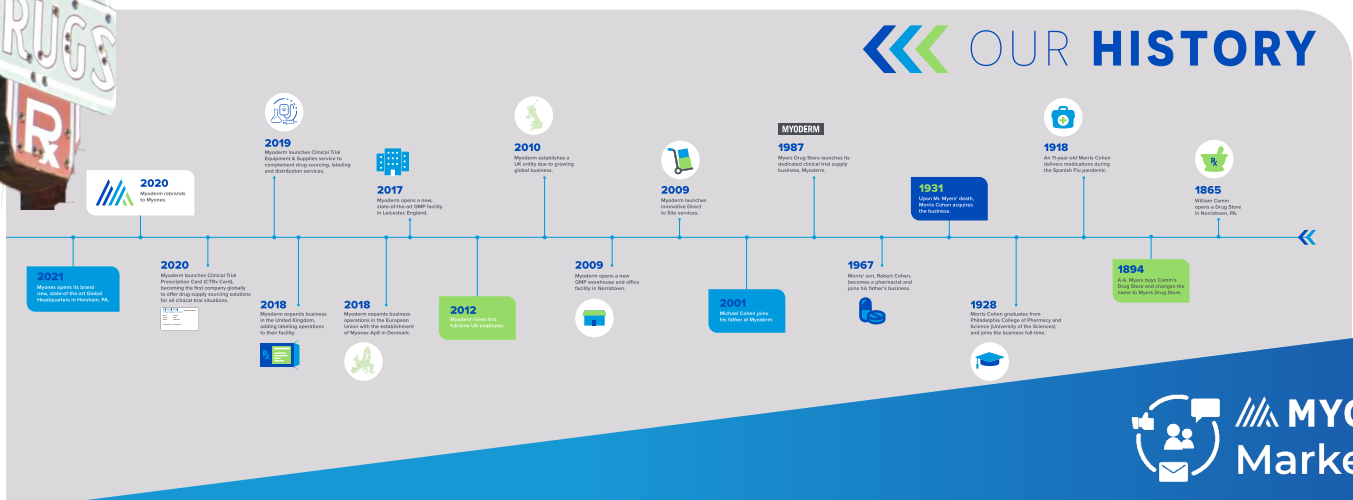 RUGS
Rx
OUR HISTORY
2019
Myoderm launches Clinical Trial
Equipment & Supplies service to
complement drug sourcing, labeling
and distribution services.
2010
Myoderm establishes a
UK entity due to growing
global business.
MYODERM
1987
Myers Drug Store launches its
dedicated clinical trial supply
business, Myoderm.
1918
An 11-year-old Morris Cohen
delivers medications during
the Spanish Flu pandemic.
2020
Myoderm rebrands
to Myonex.
2017
Myoderm opens a new,
state-of-the-art GMP facility
in Leicester, England.
2009
Myoderm launches
innovative Direct
to Site services.
1931
Upon Mr. Myers' death,
Morris Cohen acquires
the business.
Rx
1865
William Camm
opens a Drug Store
in Norristown, PA.
2021
Myonex opens its brand
new, state-of-the-art Global
Headquarters in Horsham, PA.
2020
Myoderm launches Clinical Trial
Prescription Card (CTRx Card),
becoming the first company globally
to offer drug supply sourcing solutions
for all clinical trial situations.
2018
Myoderm expands business
in the United Kingdom,
adding labeling operations
to their facility.
Rx
2018
Myoderm expands business
operations in the European
Union with the establishment
of Myonex ApS in Denmark.
2012
Myoderm hires first
full-time UK employee.
2009
Myoderm opens a new
GMP warehouse and office
facility in Norristown.
2001
Michael Cohen joins
his father at Myoderm.
1967
Morris' son, Robert Cohen,
becomes a pharmacist and
joins his father's business.
1928
Morris Cohen graduates from
Philadelphia College of Pharmacy and
Science (University of the Sciences)
and joins the business full-time.
1894
A.A. Myers buys Camm's
Drug Store and changes the
name to Myers Drug Store.
MYO
Marke